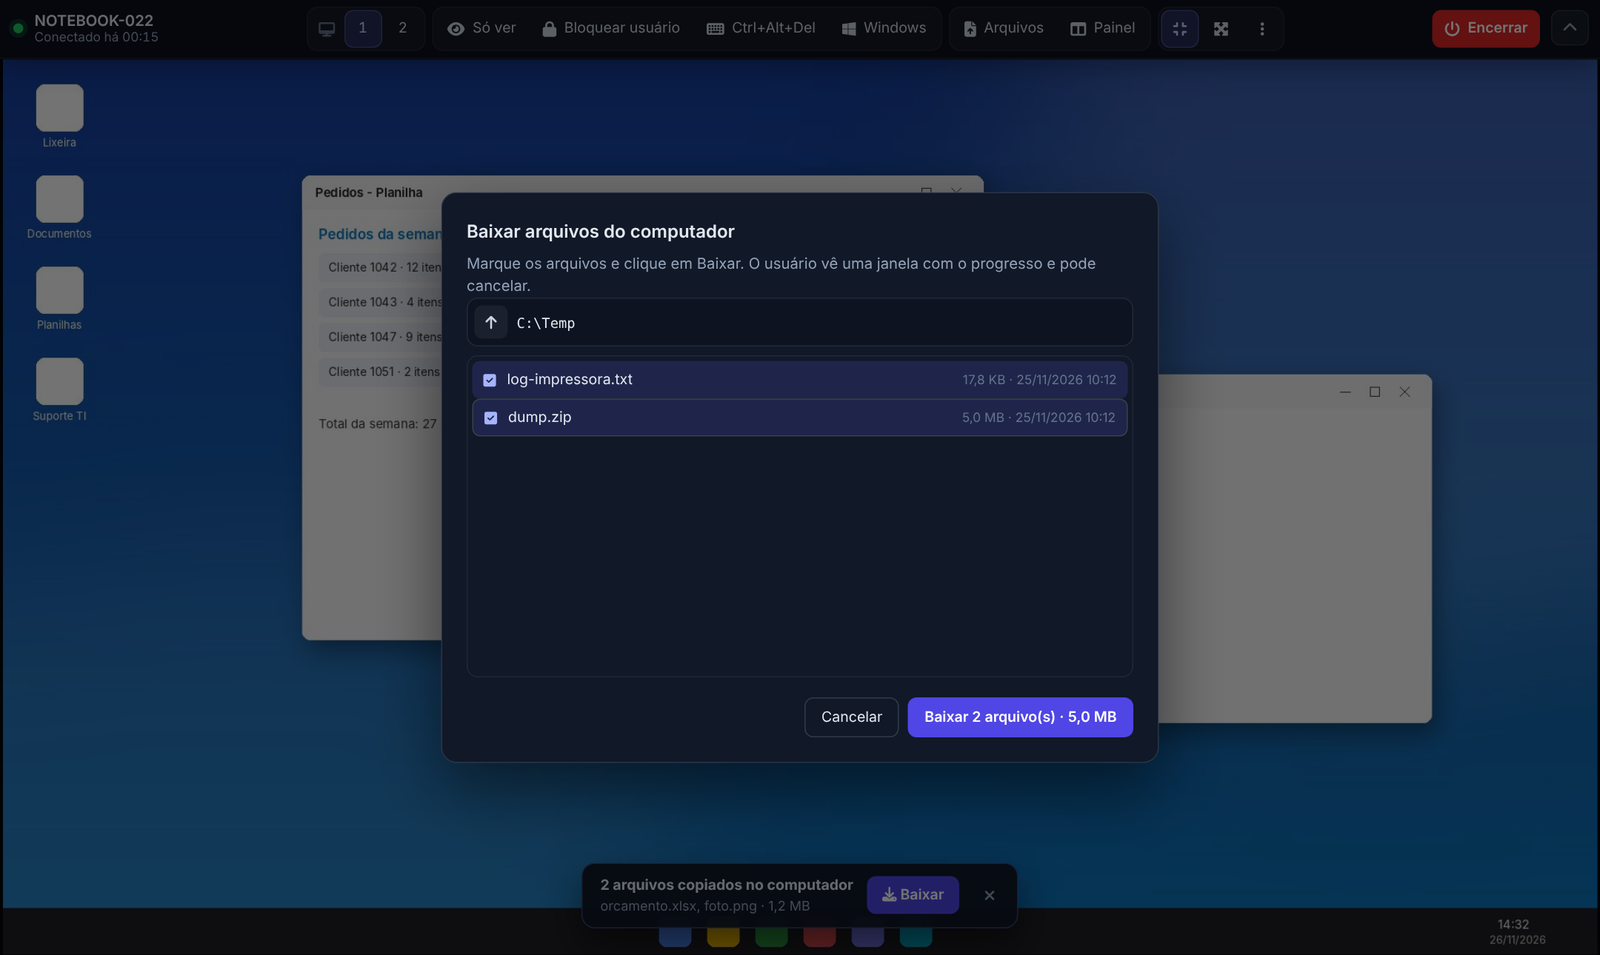 NOTEBOOK-022
Conectado há 00:15
1
2
Só ver
Bloquear usuário
Ctrl+Alt+Del
Windows
Arquivos
Painel
Encerrar
Lixeira
Documentos
Planilhas
Suporte TI
Pedidos - Planilha
Pedidos da seman
Cliente 1042 · 12 iten
Cliente 1043 · 4 itens
Cliente 1047 · 9 itens
Cliente 1051 · 2 itens
Total da semana: 27
Baixar arquivos do computador
Marque os arquivos e clique em Baixar. O usuário vê uma janela com o progresso e pode
cancelar.
C:\Temp
log-impressora.txt
17,8 KB · 25/11/2026 10:12
dump.zip
5,0 MB · 25/11/2026 10:12
Cancelar
Baixar 2 arquivo(s) · 5,0 MB
2 arquivos copiados no computador
orcamento.xlsx, foto.png · 1,2 MB
Baixar
14:32
26/11/2026